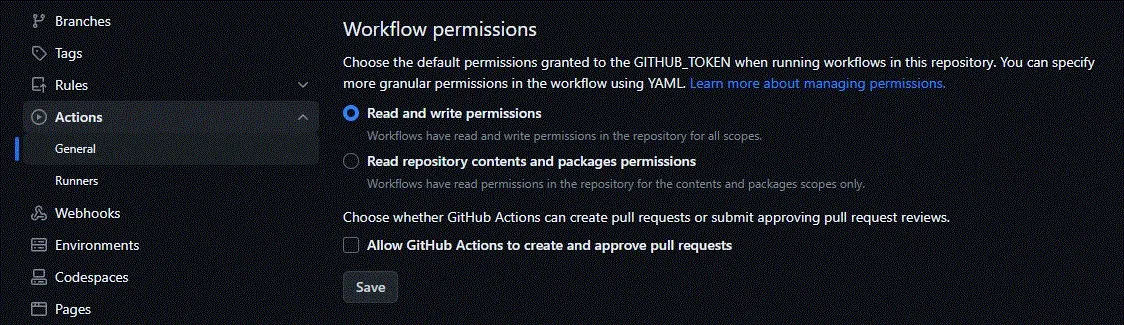 Branches
Tags
Rules
Actions
General
Runners
Webhooks
Environments
Codespaces
Pages
Workflow permissions
Choose the default permissions granted to the GITHUB_TOKEN when running workflows in this repository. You can specify
more granular permissions in the workflow using YAML. Learn more about managing permissions.
Read and write permissions
Workflows have read and write permissions in the repository for all scopes.
Read repository contents and packages permissions
Workflows have read permissions in the repository for the contents and packages scopes only.
Choose whether GitHub Actions can create pull requests or submit approving pull request reviews.
Allow GitHub Actions to create and approve pull requests
Save